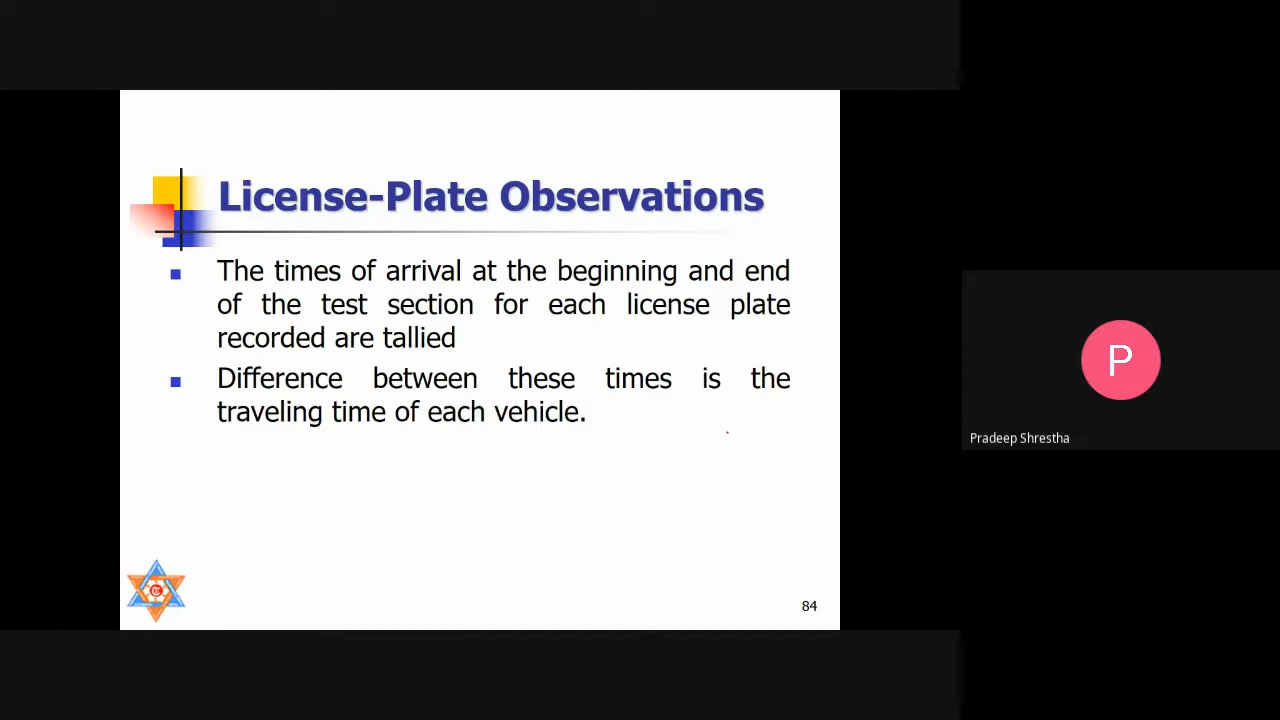 License-Plate Observations
The times of arrival at the beginning and end
of the test section for each license plate
recorded are tallied
Difference between these times is the
traveling time of each vehicle.
84
P
Pradeep Shrestha